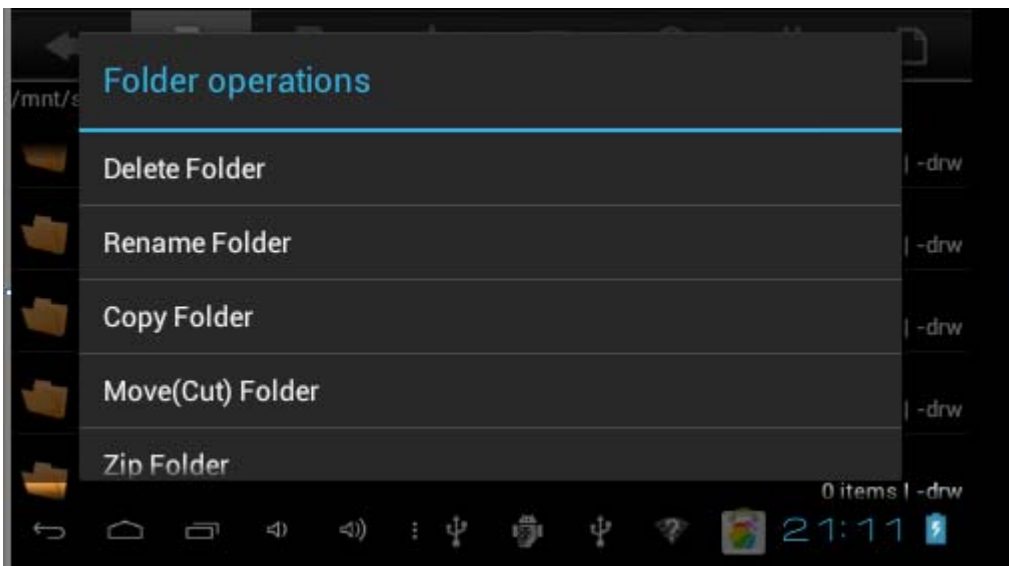 Folder operations
/mnt/s
Delete Folder
| -drw
Rename Folder
| -drw
Copy Folder
| -drw
Move(Cut) Folder
| -drw
Zip Folder
0 items | -drw
21:11